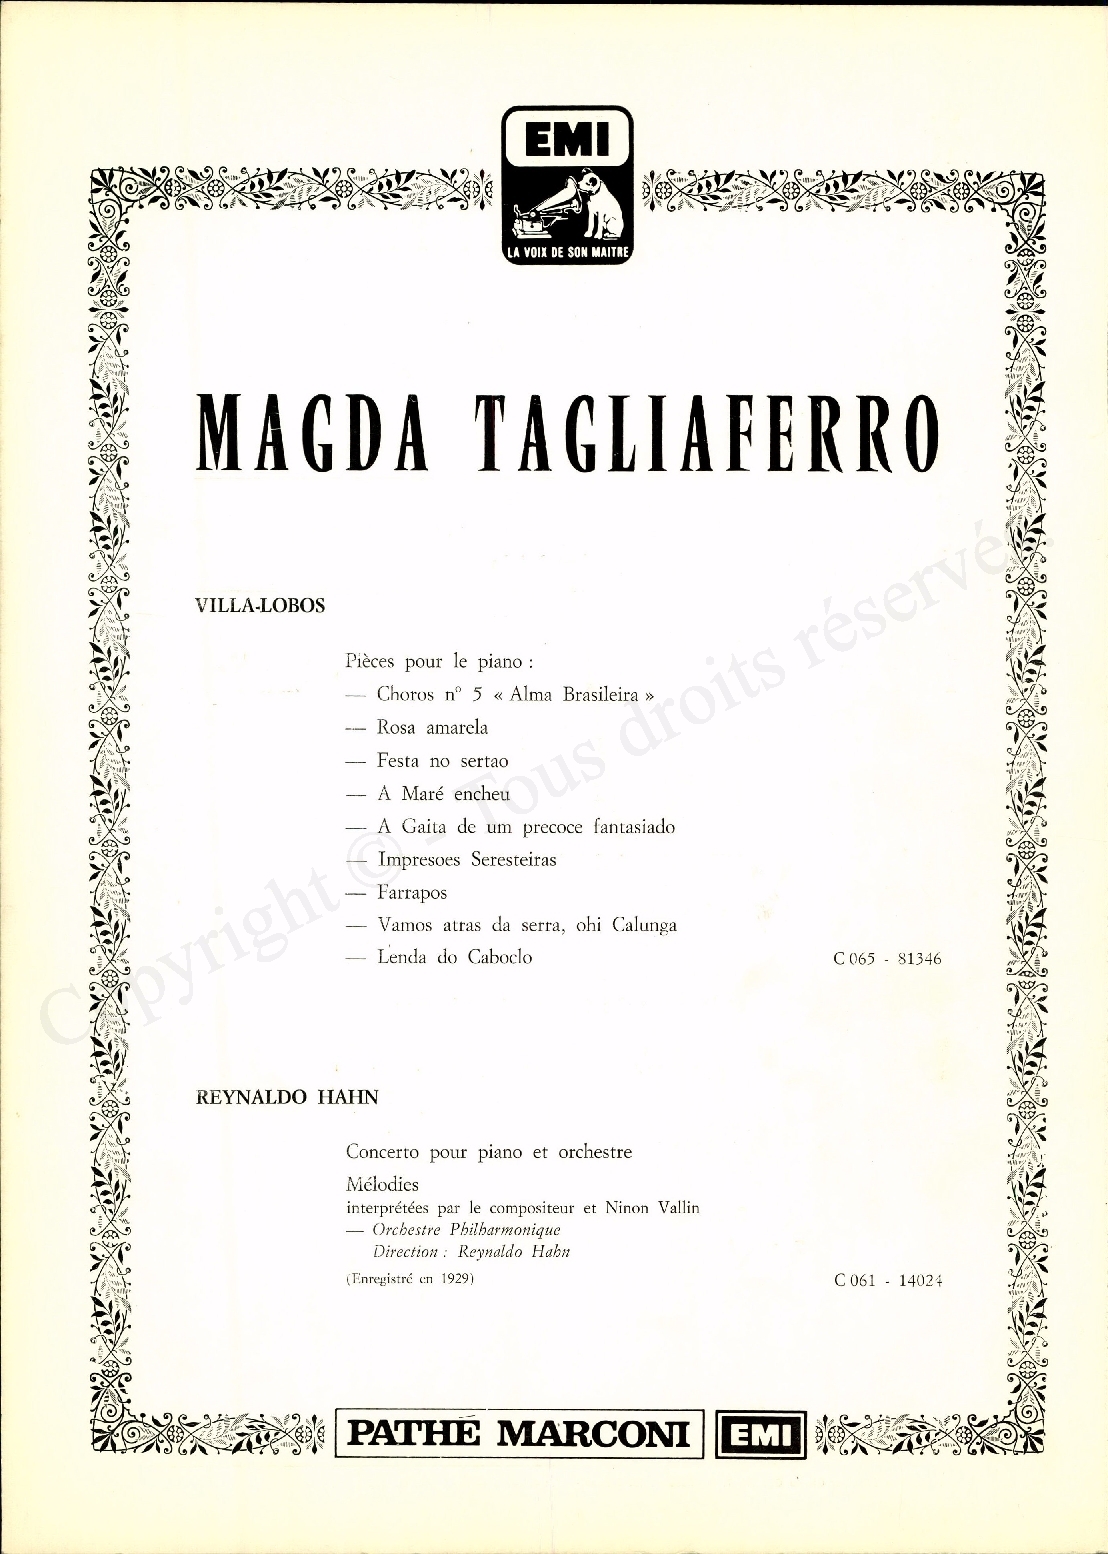 EMI
LA VOIX DE SON MAITRE
MAGDA TAGLIAFERRO
VILLA-LOBOS
Pièces pour le piano :
— Choros n° 5 « Alma Brasileira »
— Rosa amarela
— Festa no sertao
— A Maré encheu
— A Gaita de um precoce fantasiado
— Impresoes Seresteiras
— Farrapos
— Vamos atras da serra, ohi Calunga
— Lenda do Caboclo C 065 - 81346
REYNALDO HAHN
Concerto pour piano et orchestre
Mélodies
interprétées par le compositeur et Ninon Vallin
— Orchestre Philharmonique
Direction : Reynaldo Hahn
(Enregistré en 1929) C 061 - 14024
PATHÉ MARCONI EMI
Copyright © Tous droits réservés.